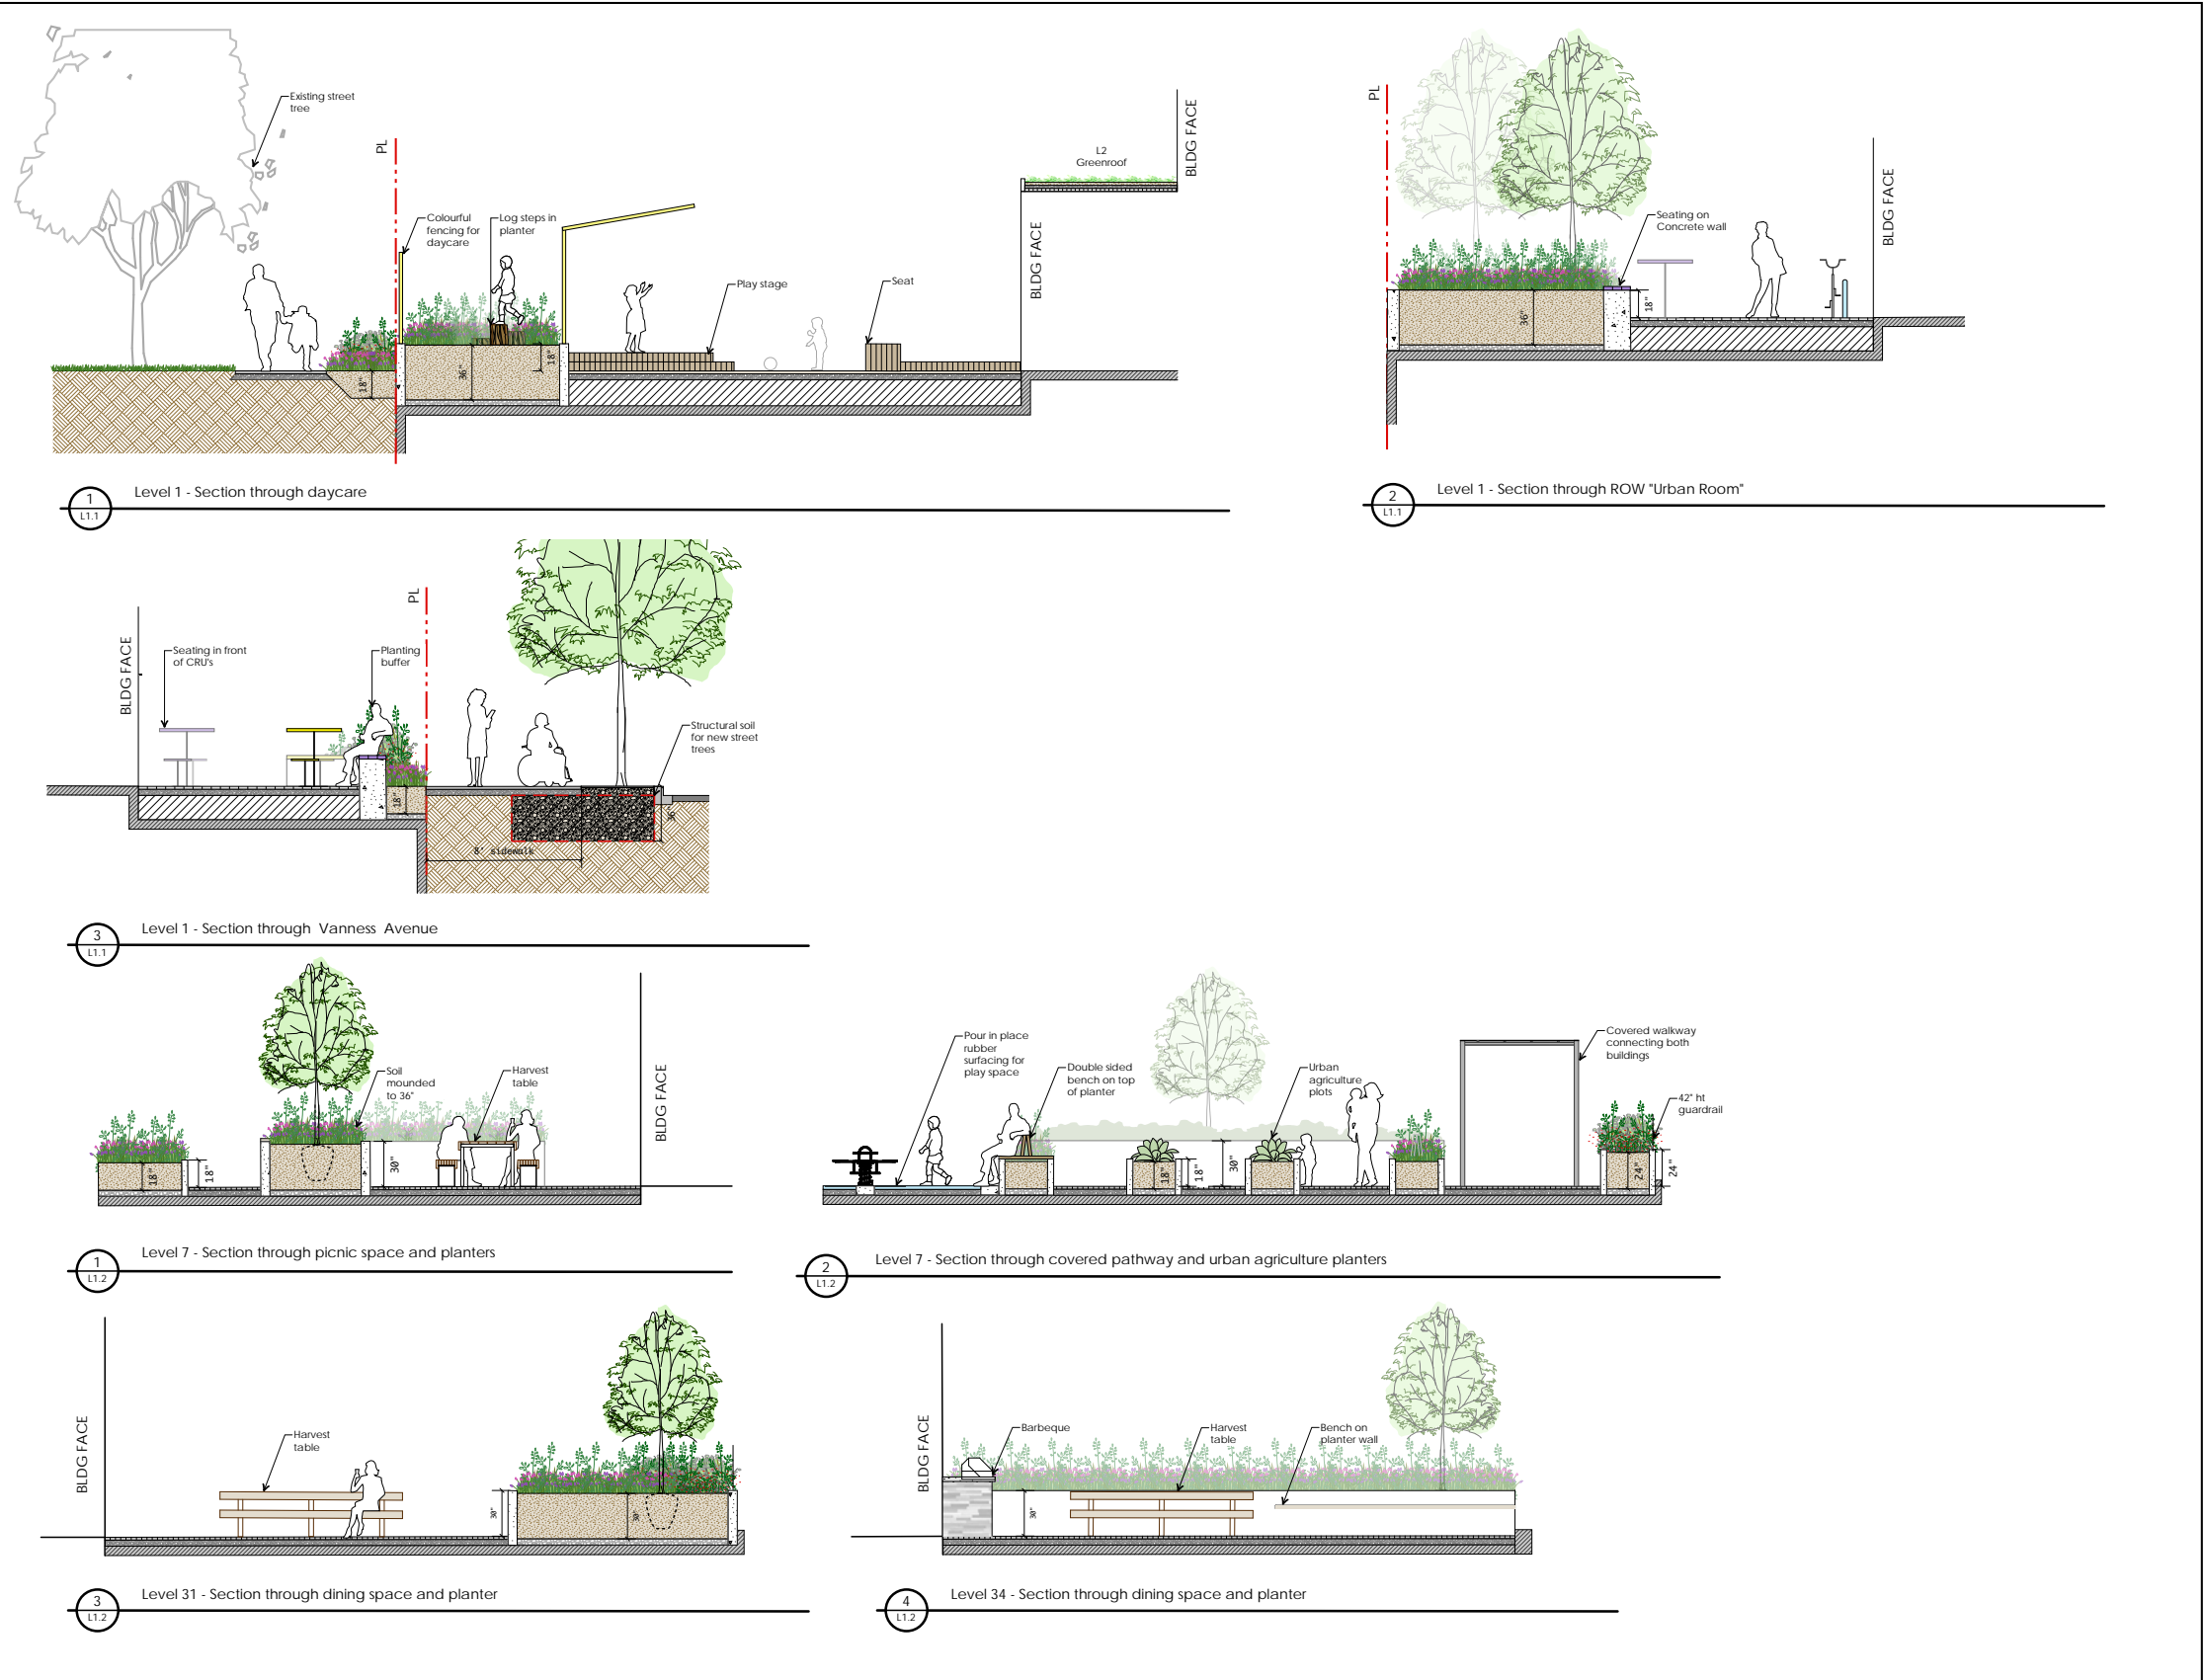 Existing street
tree
PL
Colourful
fencing for
daycare
Log steps in
planter
Play stage
Seat
L2
Greenroof
BLDG FACE
BLDG FACE
18"
36"
18"
1
L1.1
Level 1 - Section through daycare
PL
Seating on
Concrete wall
BLDG FACE
36"
18"
2
L1.1
Level 1 - Section through ROW "Urban Room"
BLDG FACE
Seating in front
of CRU's
Planting
buffer
PL
Structural soil
for new street
trees
18"
36"
8' sidewalk
3
L1.1
Level 1 - Section through Vanness Avenue
Soil
mounded
to 36"
Harvest
table
BLDG FACE
18"
18"
30"
1
L1.2
Level 7 - Section through picnic space and planters
Pour in place
rubber
surfacing for
play space
Double sided
bench on top
of planter
Urban
agriculture
plots
Covered walkway
connecting both
buildings
42" ht
guardrail
18"
18"
30"
24"
24"
2
L1.2
Level 7 - Section through covered pathway and urban agriculture planters
BLDG FACE
Harvest
table
30"
30"
3
L1.2
Level 31 - Section through dining space and planter
BLDG FACE
Barbeque
Harvest
table
Bench on
planter wall
30"
4
L1.2
Level 34 - Section through dining space and planter